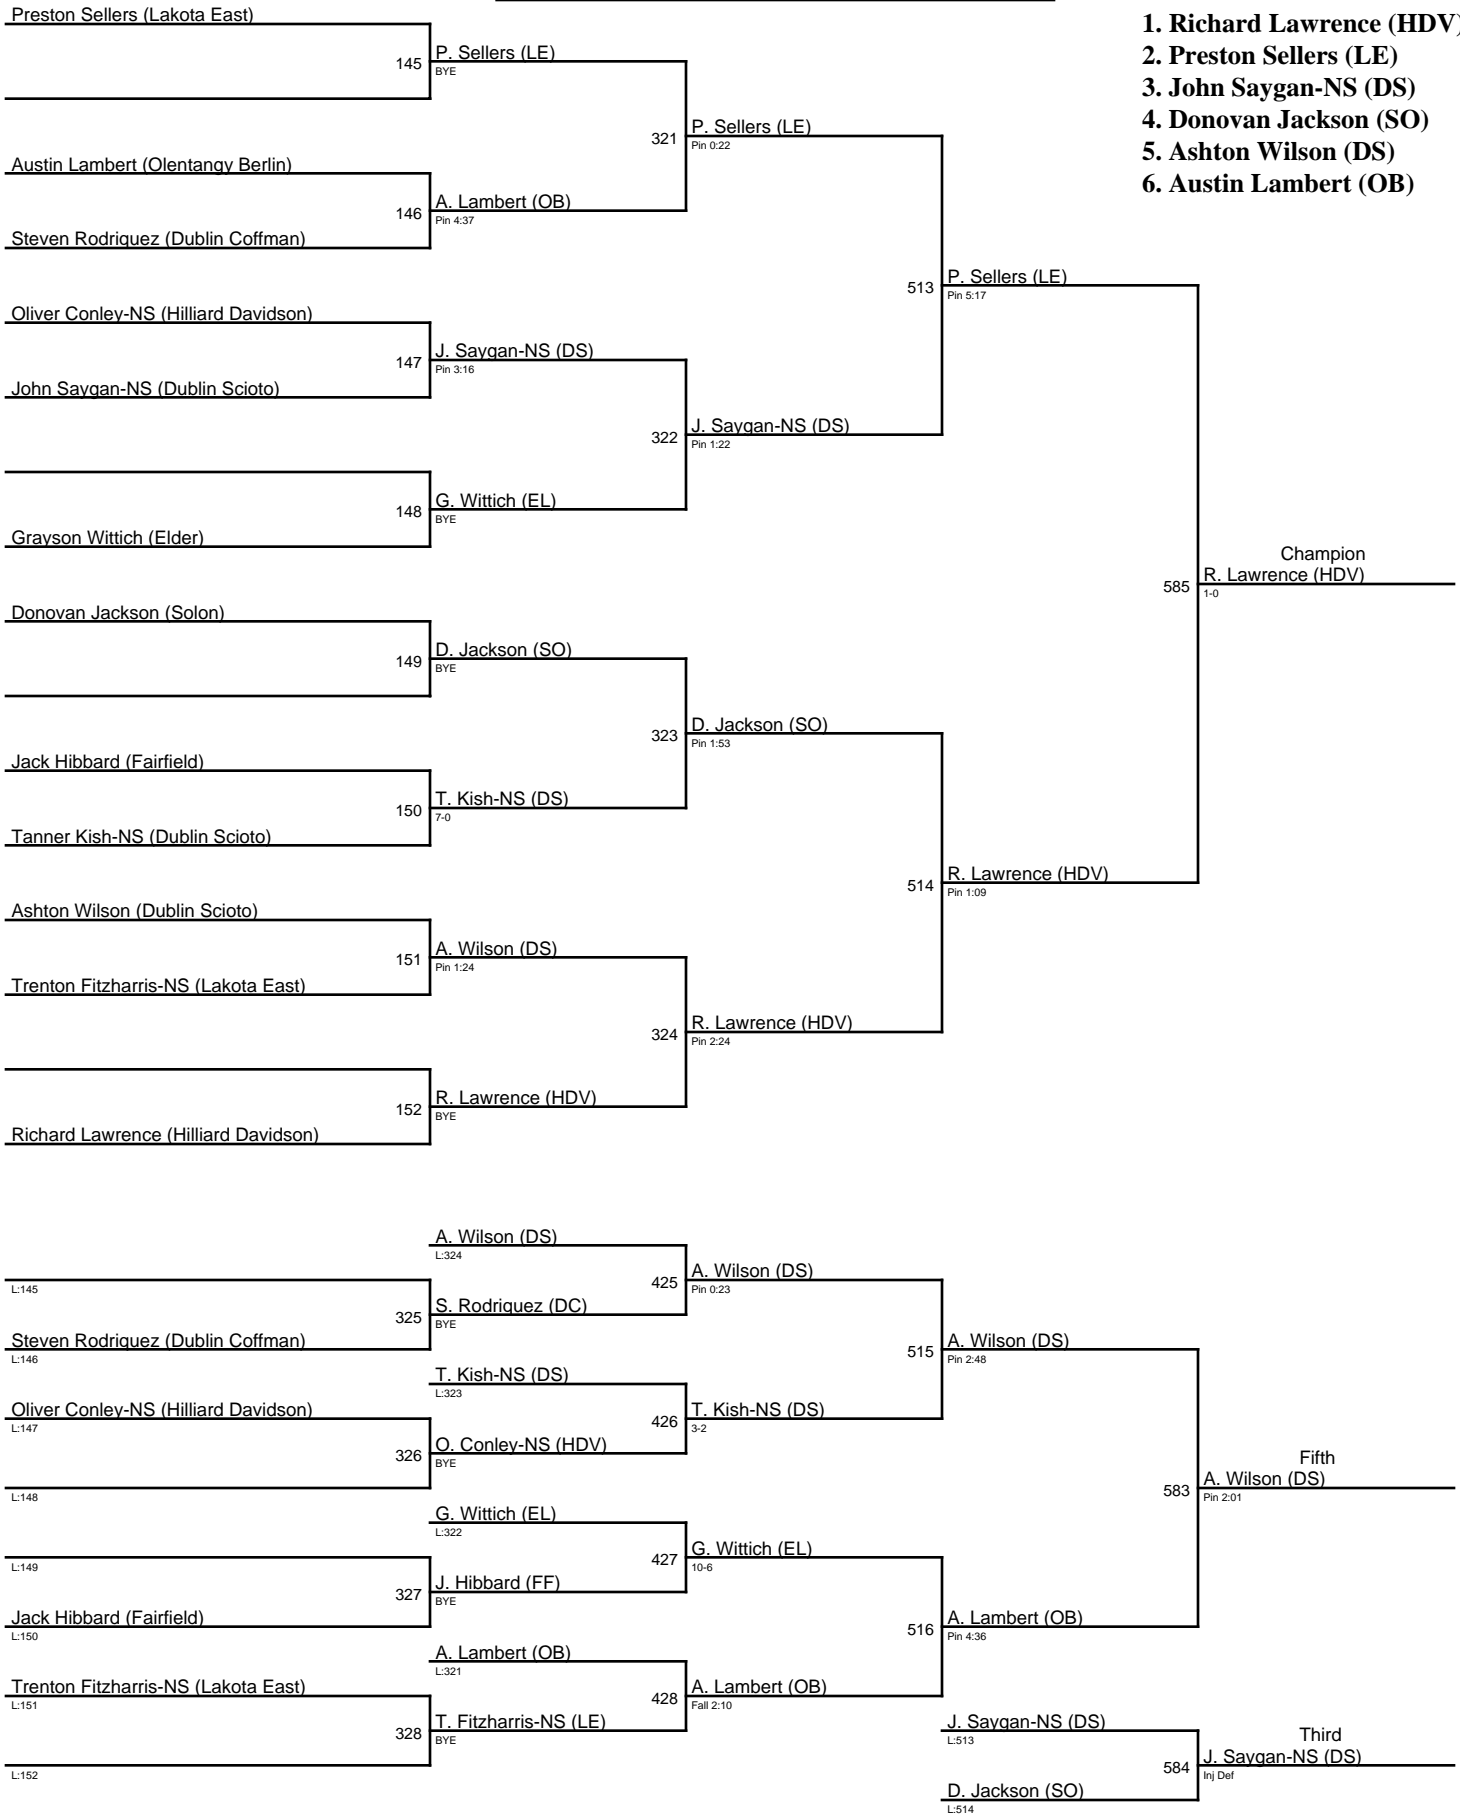 1. Richard Lawrence (HDV)
2. Preston Sellers (LE)
3. John Saygan-NS (DS)
4. Donovan Jackson (SO)
5. Ashton Wilson (DS)
6. Austin Lambert (OB)
Preston Sellers (Lakota East)
145
P. Sellers (LE)
BYE
321
P. Sellers (LE)
Pin 0:22
Austin Lambert (Olentangy Berlin)
146
A. Lambert (OB)
Pin 4:37
Steven Rodriquez (Dublin Coffman)
513
P. Sellers (LE)
Pin 5:17
Oliver Conley-NS (Hilliard Davidson)
147
J. Saygan-NS (DS)
Pin 3:16
John Saygan-NS (Dublin Scioto)
322
J. Saygan-NS (DS)
Pin 1:22
148
G. Wittich (EL)
BYE
Grayson Wittich (Elder)
Champion
585
R. Lawrence (HDV)
1-0
Donovan Jackson (Solon)
149
D. Jackson (SO)
BYE
323
D. Jackson (SO)
Pin 1:53
Jack Hibbard (Fairfield)
150
T. Kish-NS (DS)
7-0
Tanner Kish-NS (Dublin Scioto)
514
R. Lawrence (HDV)
Pin 1:09
Ashton Wilson (Dublin Scioto)
151
A. Wilson (DS)
Pin 1:24
Trenton Fitzharris-NS (Lakota East)
324
R. Lawrence (HDV)
Pin 2:24
152
R. Lawrence (HDV)
BYE
Richard Lawrence (Hilliard Davidson)
A. Wilson (DS)
L:324
425
A. Wilson (DS)
Pin 0:23
L:145
325
S. Rodriquez (DC)
BYE
Steven Rodriquez (Dublin Coffman)
L:146
515
A. Wilson (DS)
Pin 2:48
T. Kish-NS (DS)
L:323
Oliver Conley-NS (Hilliard Davidson)
L:147
426
T. Kish-NS (DS)
3-2
326
O. Conley-NS (HDV)
BYE
L:148
Fifth
583
A. Wilson (DS)
Pin 2:01
G. Wittich (EL)
L:322
427
G. Wittich (EL)
10-6
L:149
327
J. Hibbard (FF)
BYE
Jack Hibbard (Fairfield)
L:150
516
A. Lambert (OB)
Pin 4:36
A. Lambert (OB)
L:321
Trenton Fitzharris-NS (Lakota East)
L:151
428
A. Lambert (OB)
Fall 2:10
328
T. Fitzharris-NS (LE)
BYE
L:152
J. Saygan-NS (DS)
L:513
Third
584
J. Saygan-NS (DS)
Inj Def
D. Jackson (SO)
L:514